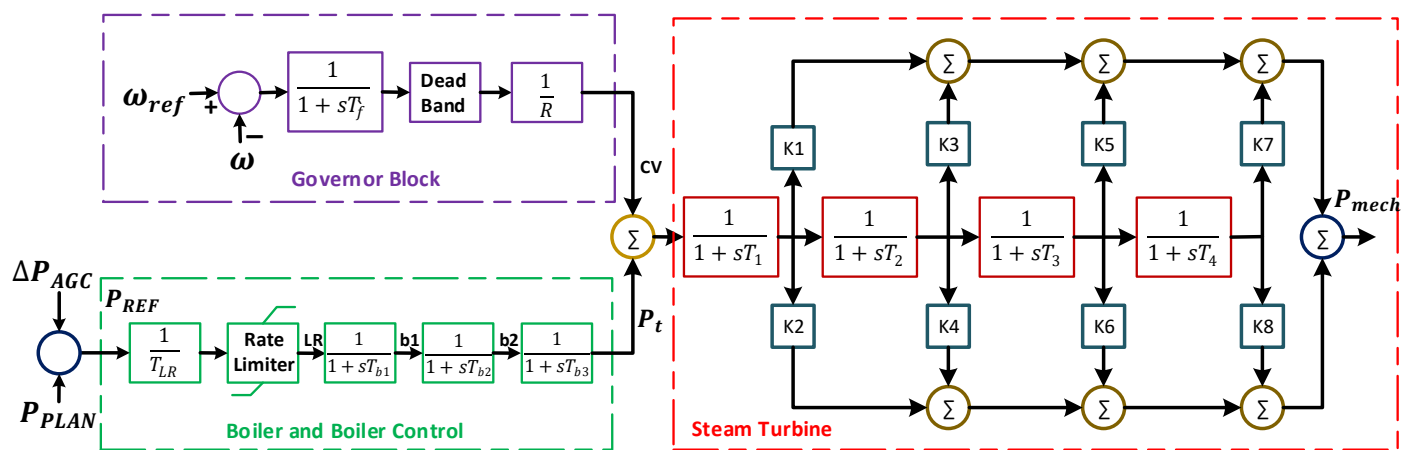 ω_ref
+
−
ω
1
1 + sT_f
Dead
Band
1
R
Governor Block
CV
Σ
ΔP_AGC
P_REF
P_PLAN
1
T_LR
Rate
Limiter
LR
1
1 + sT_b1
b1
1
1 + sT_b2
b2
1
1 + sT_b3
P_t
Boiler and Boiler Control
Σ Σ Σ
K1 K3 K5 K7
1
1 + sT_1
1
1 + sT_2
1
1 + sT_3
1
1 + sT_4
P_mech
Σ
K2 K4 K6 K8
Σ Σ Σ
Steam Turbine